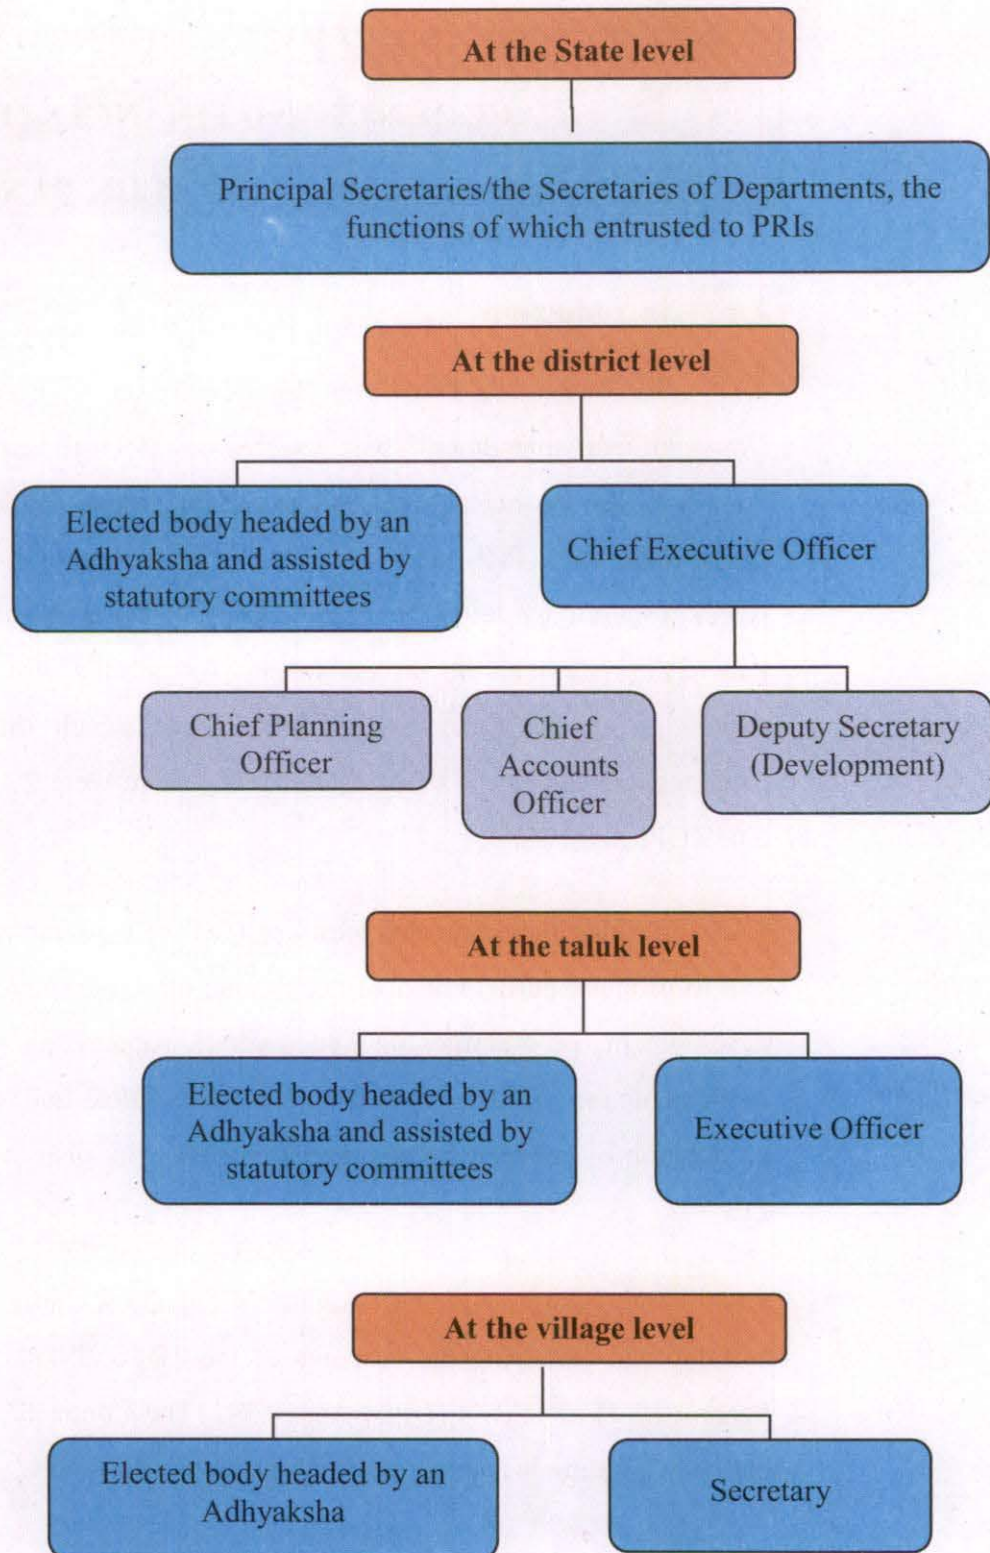 At the State level
Principal Secretaries/the Secretaries of Departments, the
functions of which entrusted to PRIs
At the district level
Elected body headed by an
Adhyaksha and assisted by
statutory committees
Chief Executive Officer
Chief Planning
Officer
Chief
Accounts
Officer
Deputy Secretary
(Development)
At the taluk level
Elected body headed by an
Adhyaksha and assisted by
statutory committees
Executive Officer
At the village level
Elected body headed by an
Adhyaksha
Secretary